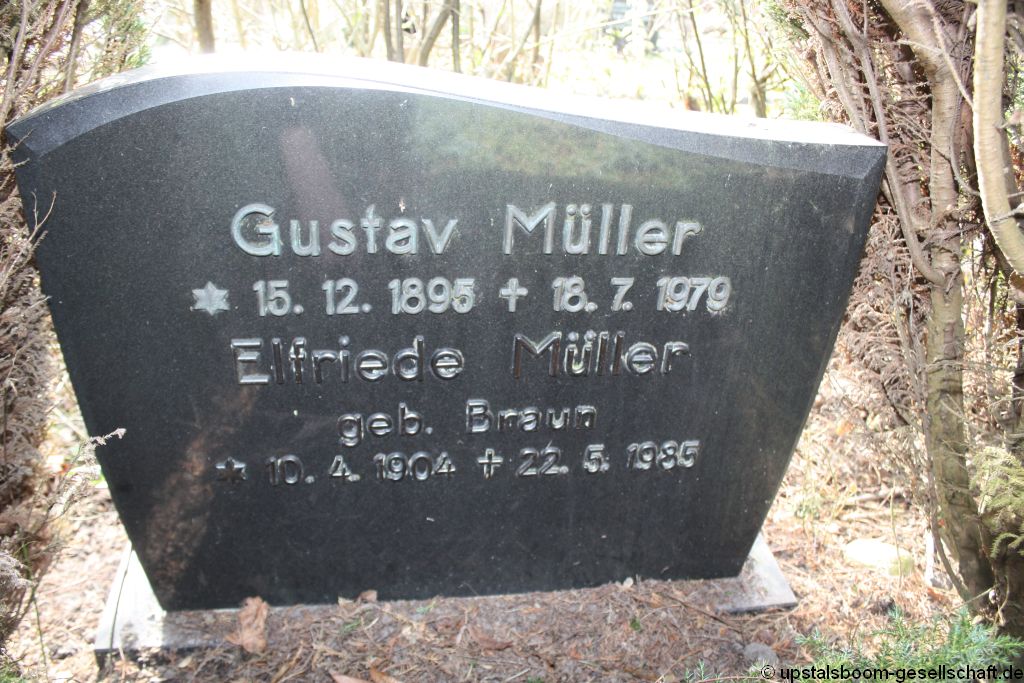 Gustav Müller
* 15. 12. 1895 † 18. 7. 1979
Elfriede Müller
geb. Braun
* 10. 4. 1904 † 22. 5. 1985
© upstalsboom-gesellschaft.de